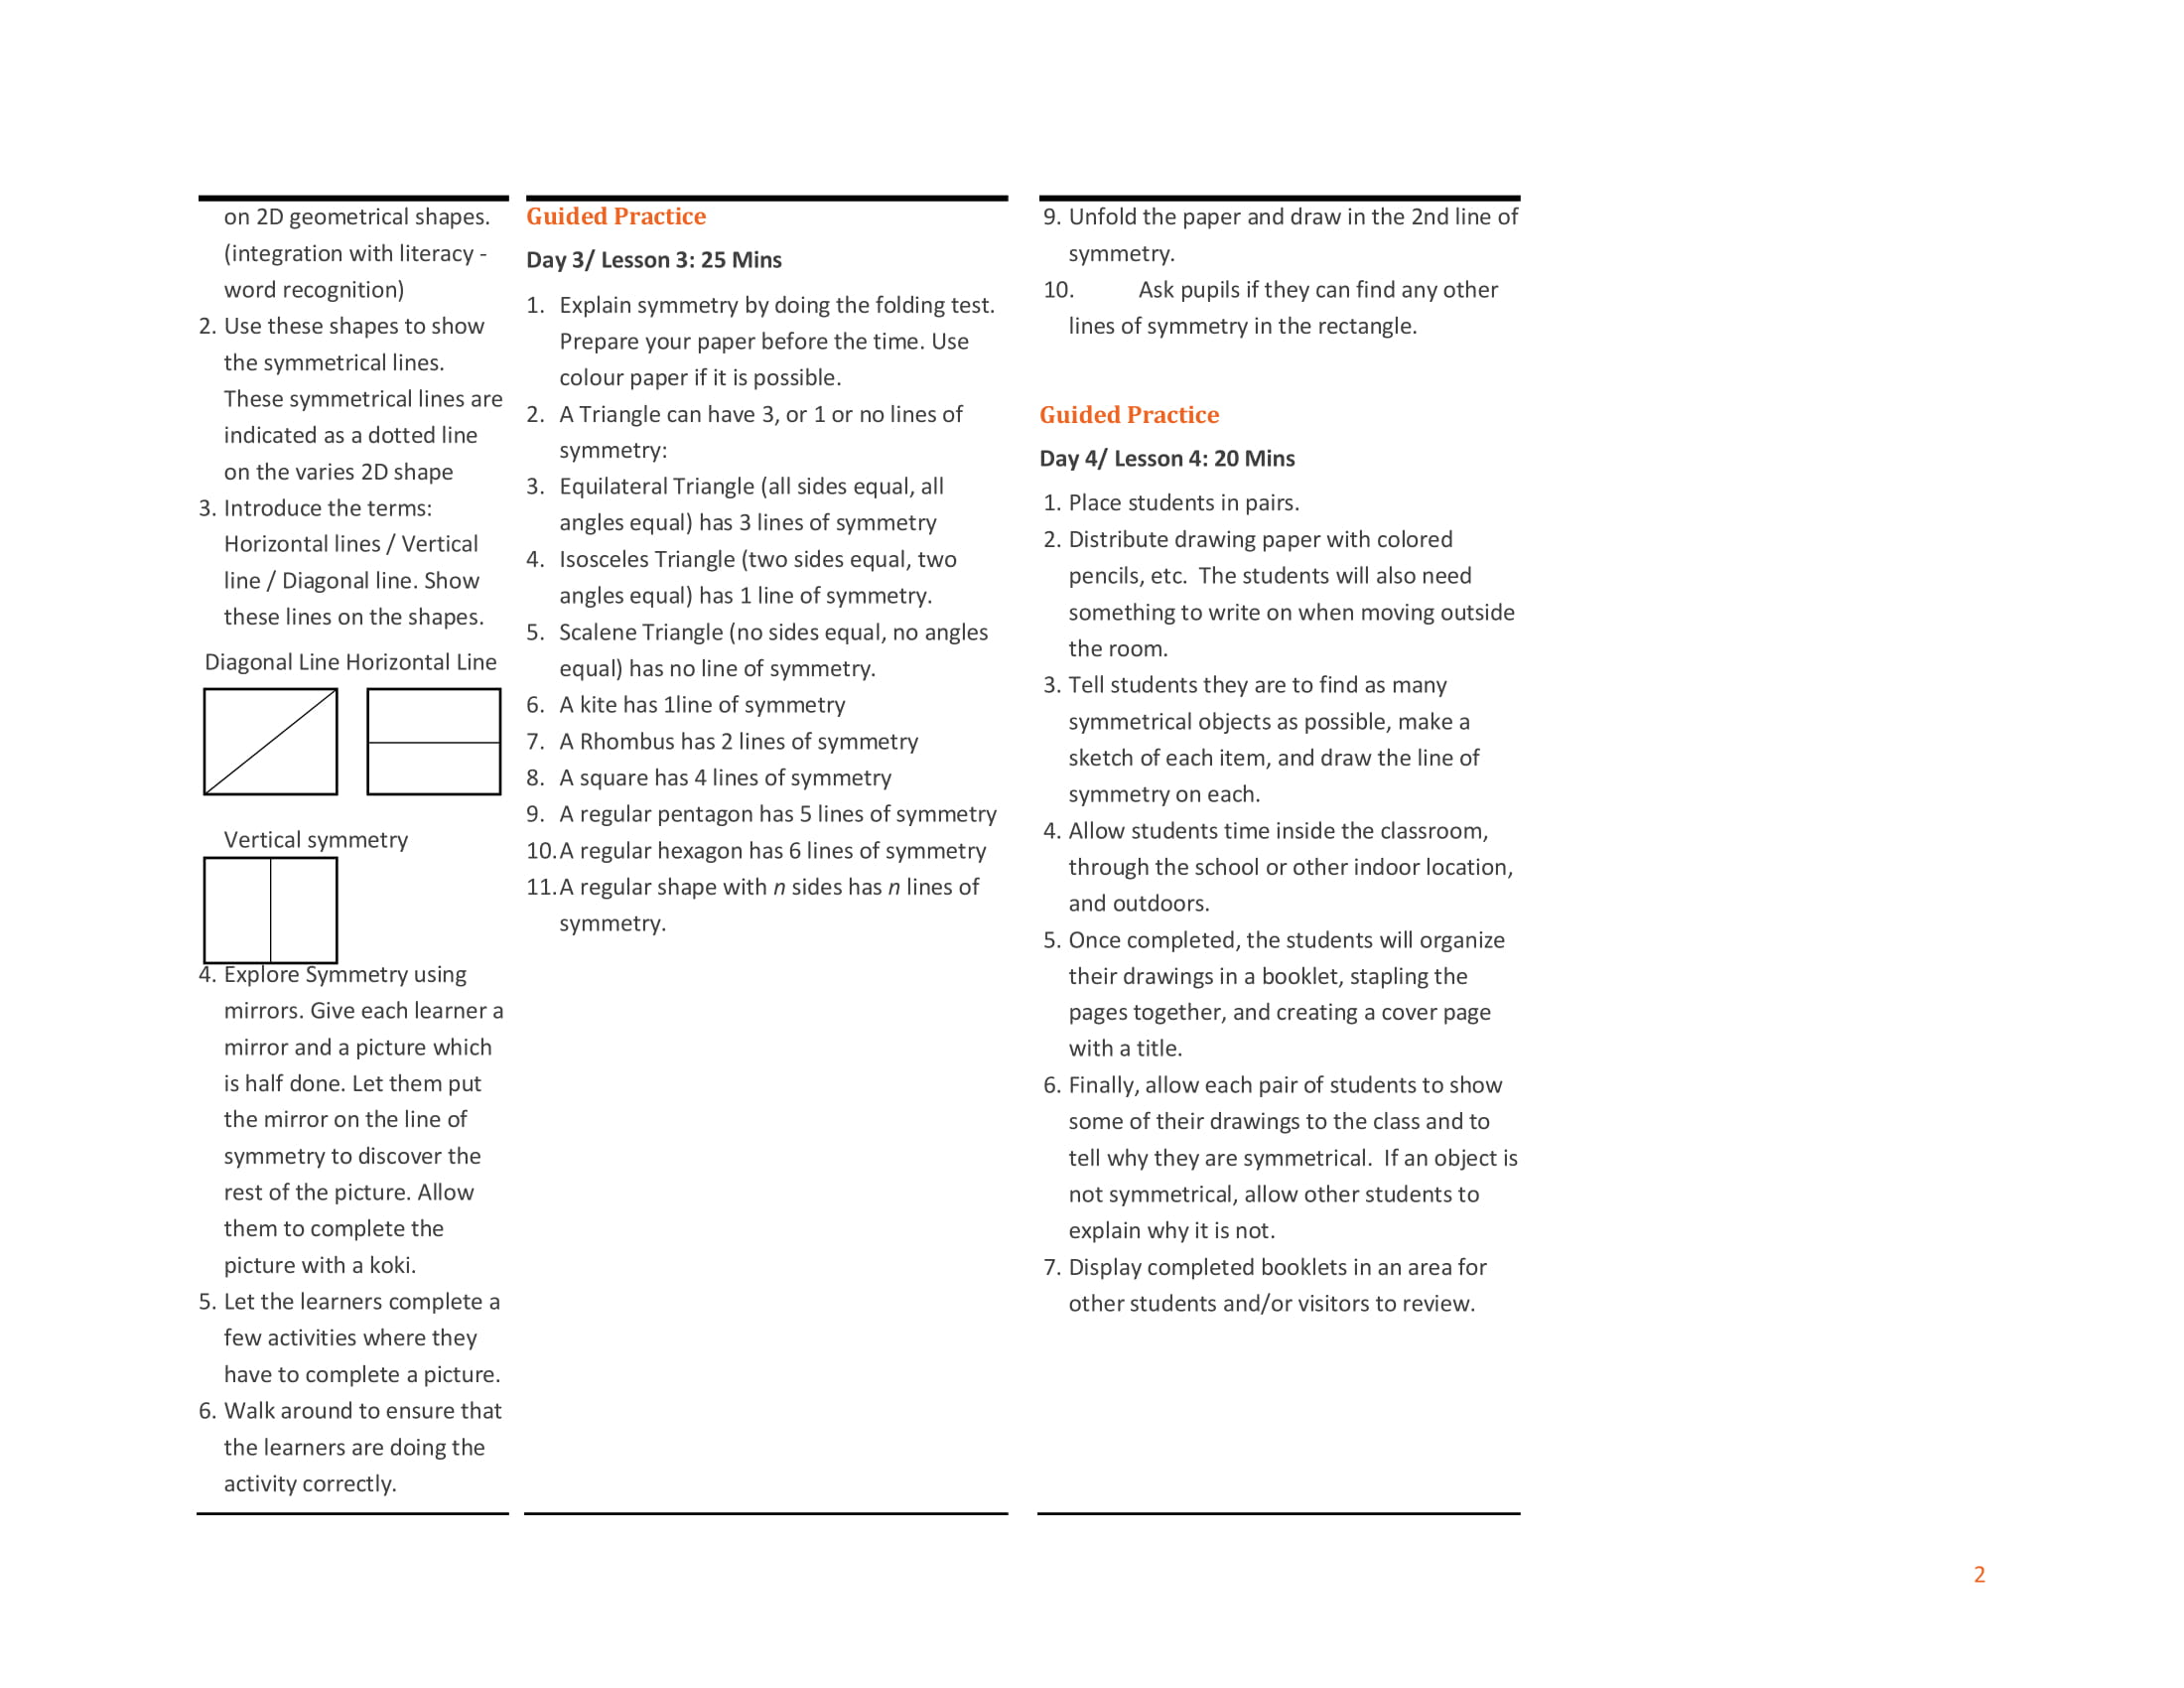 on 2D geometrical shapes.
(integration with literacy -
word recognition)
2. Use these shapes to show
the symmetrical lines.
These symmetrical lines are
indicated as a dotted line
on the varies 2D shape
3. Introduce the terms:
Horizontal lines / Vertical
line / Diagonal line. Show
these lines on the shapes.
Diagonal Line Horizontal Line
Vertical symmetry
4. Explore Symmetry using
mirrors. Give each learner a
mirror and a picture which
is half done. Let them put
the mirror on the line of
symmetry to discover the
rest of the picture. Allow
them to complete the
picture with a koki.
5. Let the learners complete a
few activities where they
have to complete a picture.
6. Walk around to ensure that
the learners are doing the
activity correctly.
Guided Practice
Day 3/ Lesson 3: 25 Mins
1. Explain symmetry by doing the folding test.
Prepare your paper before the time. Use
colour paper if it is possible.
2. A Triangle can have 3, or 1 or no lines of
symmetry:
3. Equilateral Triangle (all sides equal, all
angles equal) has 3 lines of symmetry
4. Isosceles Triangle (two sides equal, two
angles equal) has 1 line of symmetry.
5. Scalene Triangle (no sides equal, no angles
equal) has no line of symmetry.
6. A kite has 1line of symmetry
7. A Rhombus has 2 lines of symmetry
8. A square has 4 lines of symmetry
9. A regular pentagon has 5 lines of symmetry
10. A regular hexagon has 6 lines of symmetry
11. A regular shape with n sides has n lines of
symmetry.
9. Unfold the paper and draw in the 2nd line of
symmetry.
10. Ask pupils if they can find any other
lines of symmetry in the rectangle.
Guided Practice
Day 4/ Lesson 4: 20 Mins
1. Place students in pairs.
2. Distribute drawing paper with colored
pencils, etc. The students will also need
something to write on when moving outside
the room.
3. Tell students they are to find as many
symmetrical objects as possible, make a
sketch of each item, and draw the line of
symmetry on each.
4. Allow students time inside the classroom,
through the school or other indoor location,
and outdoors.
5. Once completed, the students will organize
their drawings in a booklet, stapling the
pages together, and creating a cover page
with a title.
6. Finally, allow each pair of students to show
some of their drawings to the class and to
tell why they are symmetrical. If an object is
not symmetrical, allow other students to
explain why it is not.
7. Display completed booklets in an area for
other students and/or visitors to review.
2